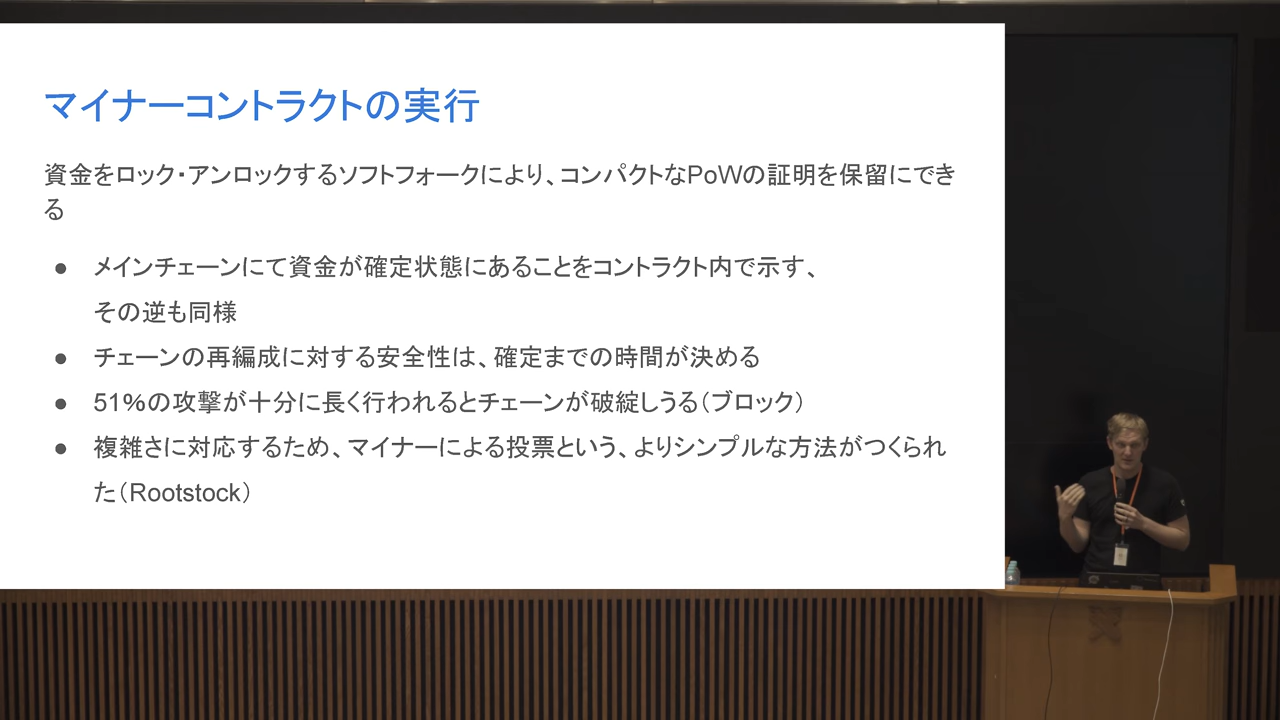 マイナーコントラクトの実行
資金をロック・アンロックするソフトフォークにより、コンパクトなPoWの証明を保留にでき
る
● メインチェーンにて資金が確定状態にあることをコントラクト内で示す、
その逆も同様
● チェーンの再編成に対する安全性は、確定までの時間が決める
● 51%の攻撃が十分に長く行われるとチェーンが破綻しうる（ブロック）
● 複雑さに対応するため、マイナーによる投票という、よりシンプルな方法がつくられ
た（Rootstock）